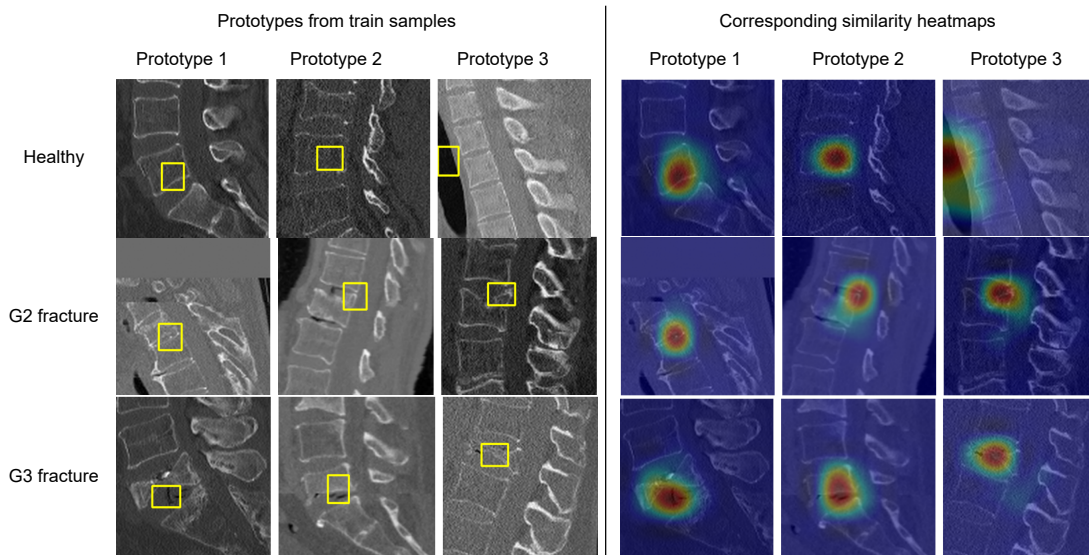 Prototypes from train samples
Corresponding similarity heatmaps
Prototype 1
Prototype 2
Prototype 3
Prototype 1
Prototype 2
Prototype 3
Healthy
G2 fracture
G3 fracture